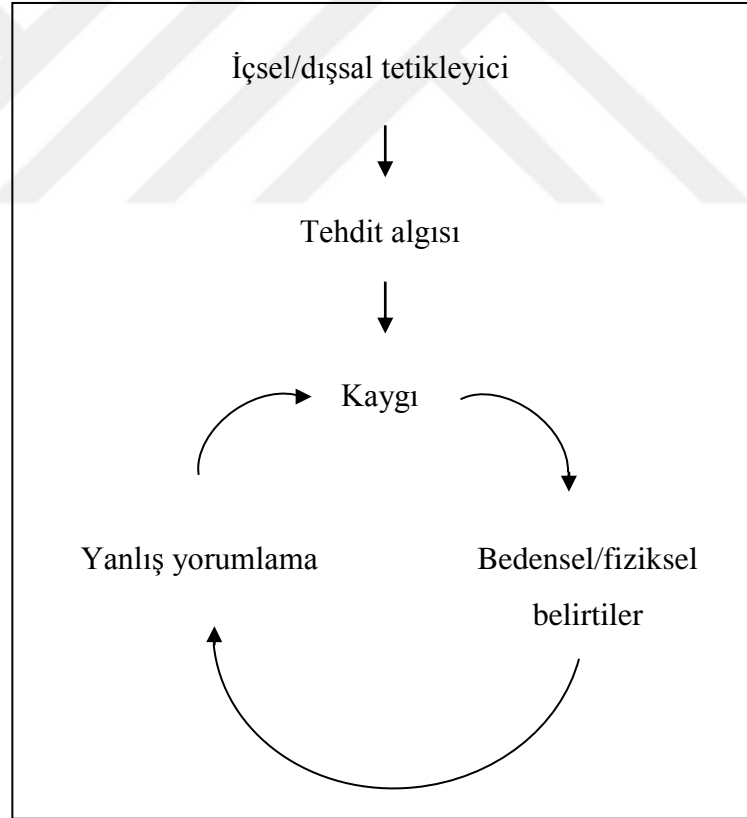 İçsel/dışsal tetikleyici
Tehdit algısı
Kaygı
Yanlış yorumlama
Bedensel/fiziksel
belirtiler